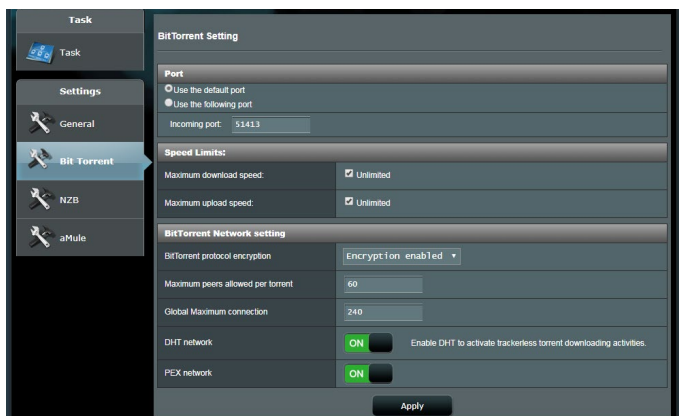 Task
Task
Settings
General
Bit Torrent
NZB
aMule
BitTorrent Setting
Port
Use the default port
Use the following port
Incoming port: 51413
Speed Limits:
Maximum download speed: Unlimited
Maximum upload speed: Unlimited
BitTorrent Network setting
BitTorrent protocol encryption Encryption enabled
Maximum peers allowed per torrent 60
Global Maximum connection 240
DHT network ON Enable DHT to activate trackerless torrent downloading activities.
PEX network ON
Apply